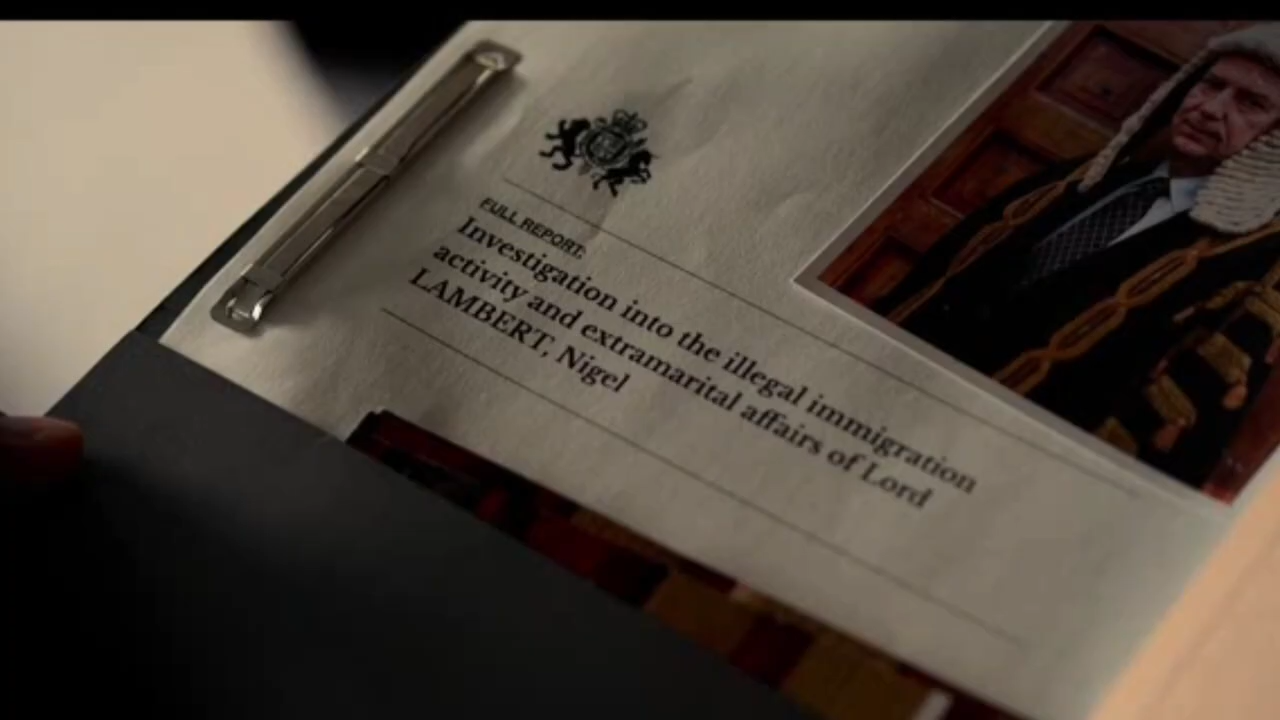 FULL REPORT:
Investigation into the illegal immigration
activity and extramarital affairs of Lord
LAMBERT, Nigel